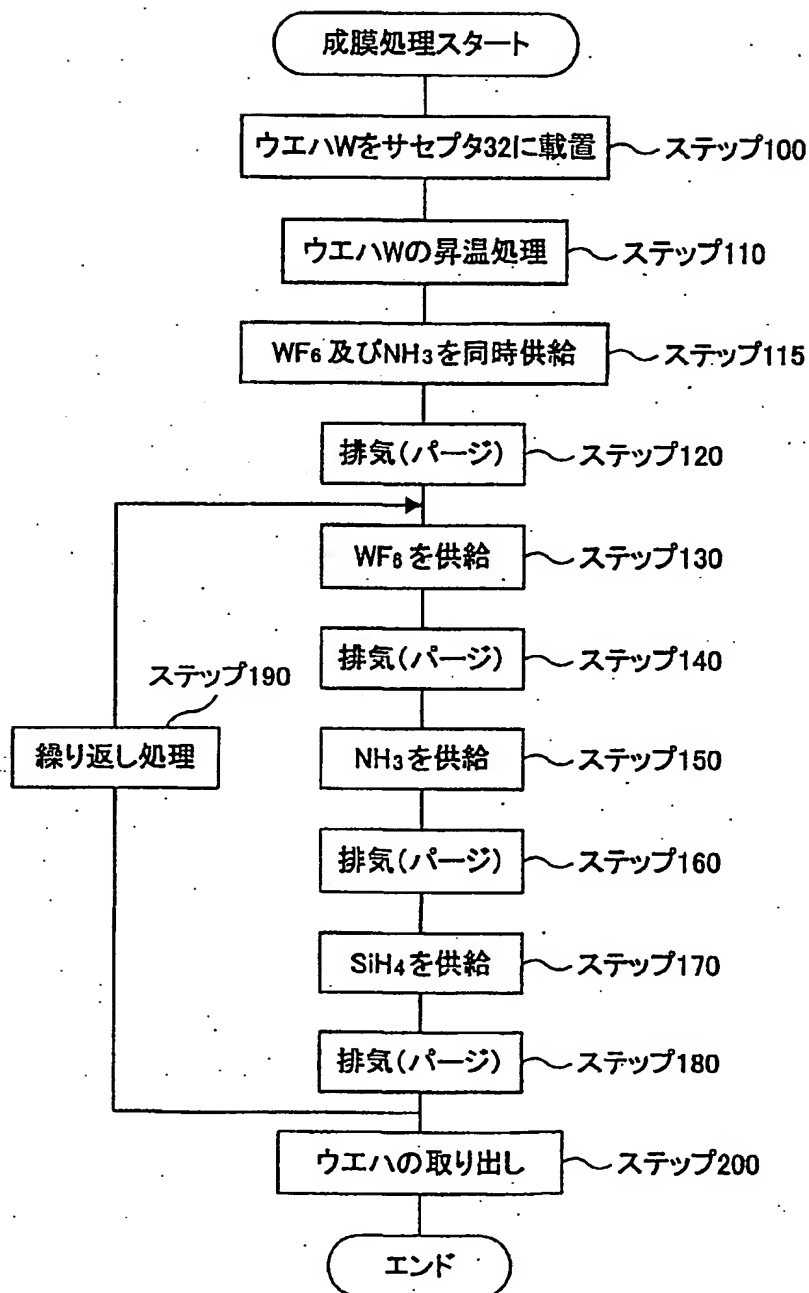 成膜処理スタート
ウエハWをサセプタ32に載置 ステップ100
ウエハWの昇温処理 ステップ110
WF₆ 及びNH₃を同時供給 ステップ115
排気(パージ) ステップ120
WF₆ を供給 ステップ130
排気(パージ) ステップ140
ステップ190
繰り返し処理
NH₃を供給 ステップ150
排気(パージ) ステップ160
SiH₄を供給 ステップ170
排気(パージ) ステップ180
ウエハの取り出し ステップ200
エンド